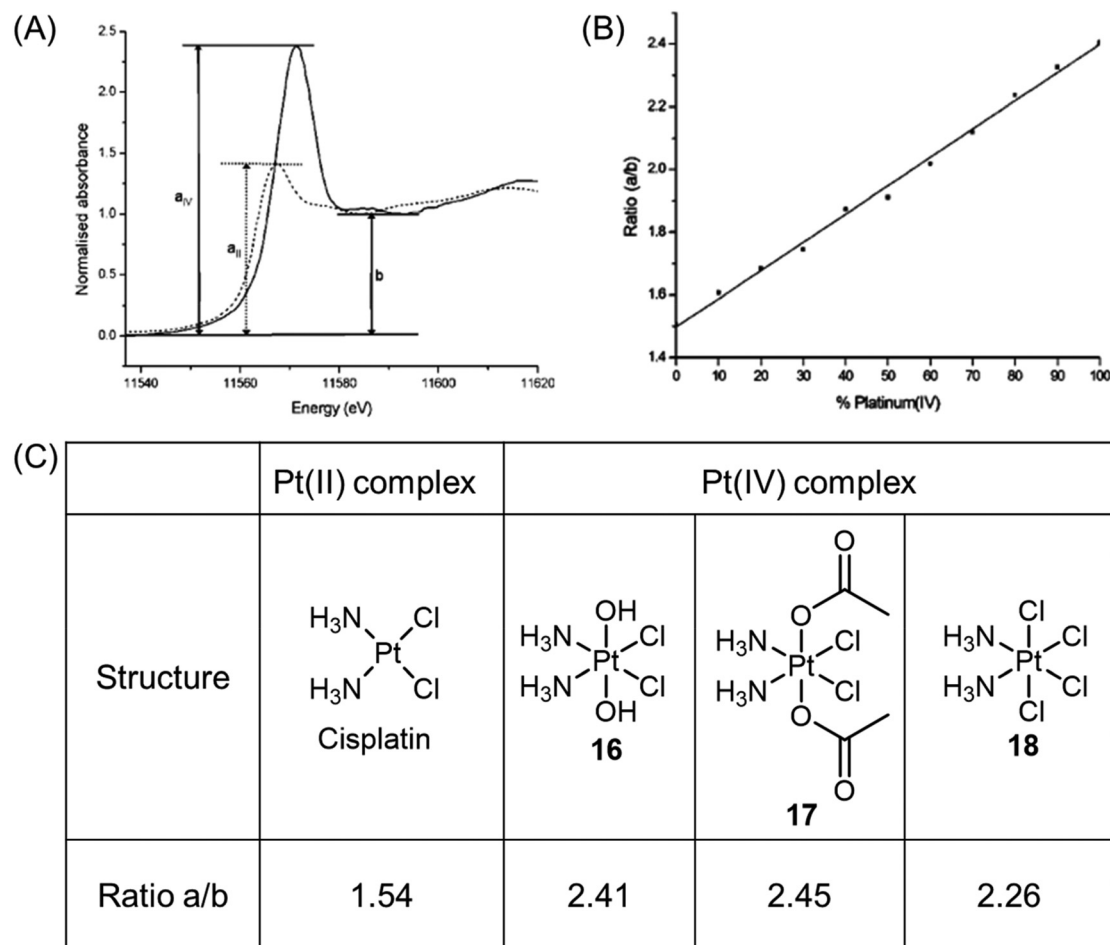 (A)
2.5
2.0
1.5
1.0
0.5
0.0
Normalised absorbance
aIV
aII
b
11540
11560
11580
11600
11620
Energy (eV)
(B)
2.4
2.2
2.0
1.8
1.6
1.4
Ratio (a/b)
0 10 20 30 40 50 60 70 80 90 100
% Platinum(IV)
(C)
Pt(II) complex
Pt(IV) complex
Structure
H3N
Cl
Pt
H3N
Cl
Cisplatin
OH
H3N
Cl
Pt
H3N
Cl
OH
16
O
O
H3N
Cl
Pt
H3N
Cl
O
O
17
Cl
H3N
Cl
Pt
H3N
Cl
Cl
18
Ratio a/b
1.54
2.41
2.45
2.26